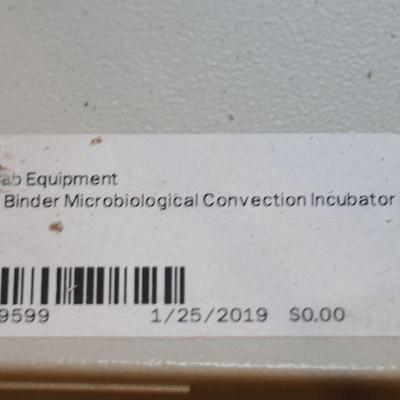 ab Equipment
Binder Microbiological Convection Incubator
9599 1/25/2019 $0.00